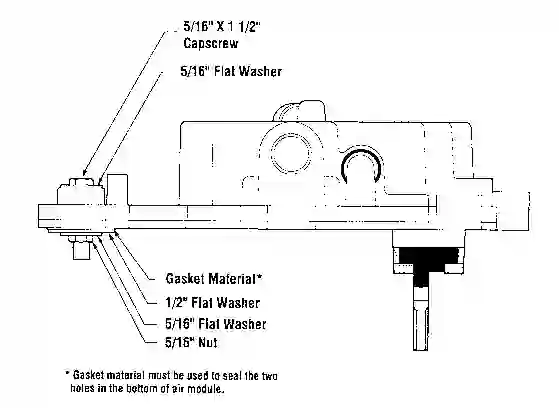 5/16" X 1 1/2"
Capscrew
5/16" Flat Washer
Gasket Material*
1/2" Flat Washer
5/16" Flat Washer
5/16" Nut
* Gasket material must be used to seal the two
holes in the bottom of air module.